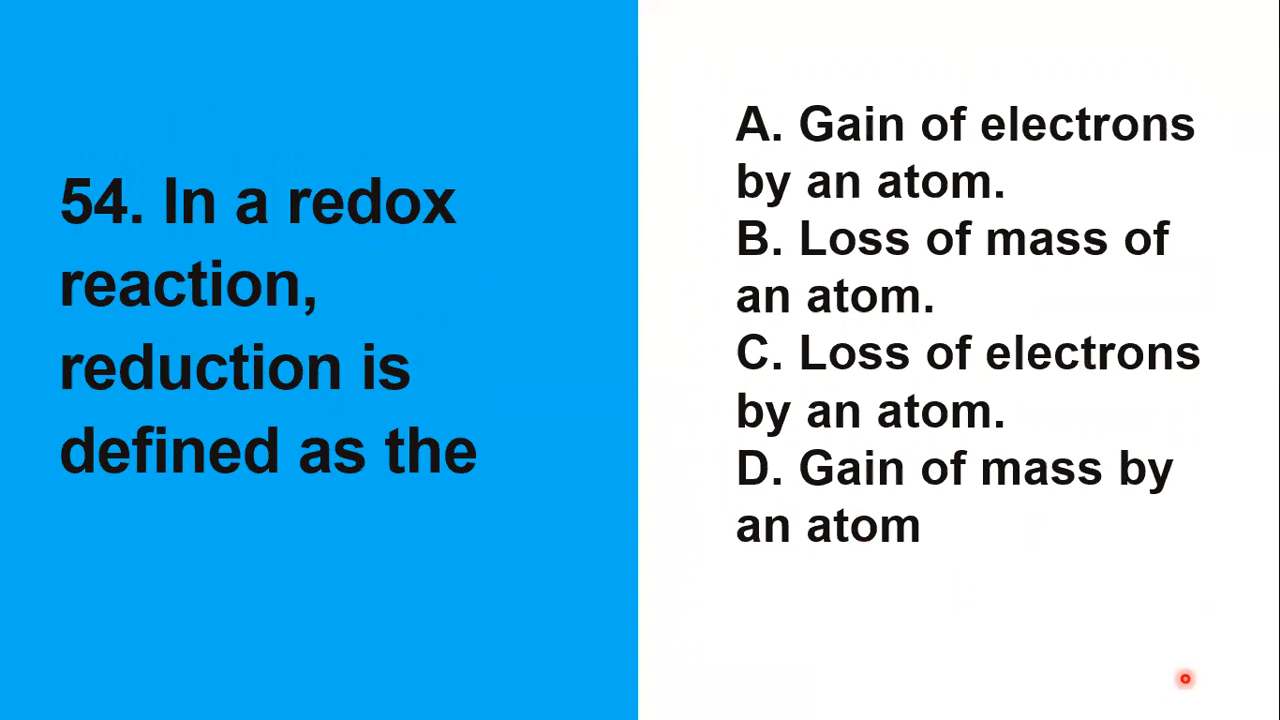 54. In a redox
reaction,
reduction is
defined as the
A. Gain of electrons
by an atom.
B. Loss of mass of
an atom.
C. Loss of electrons
by an atom.
D. Gain of mass by
an atom